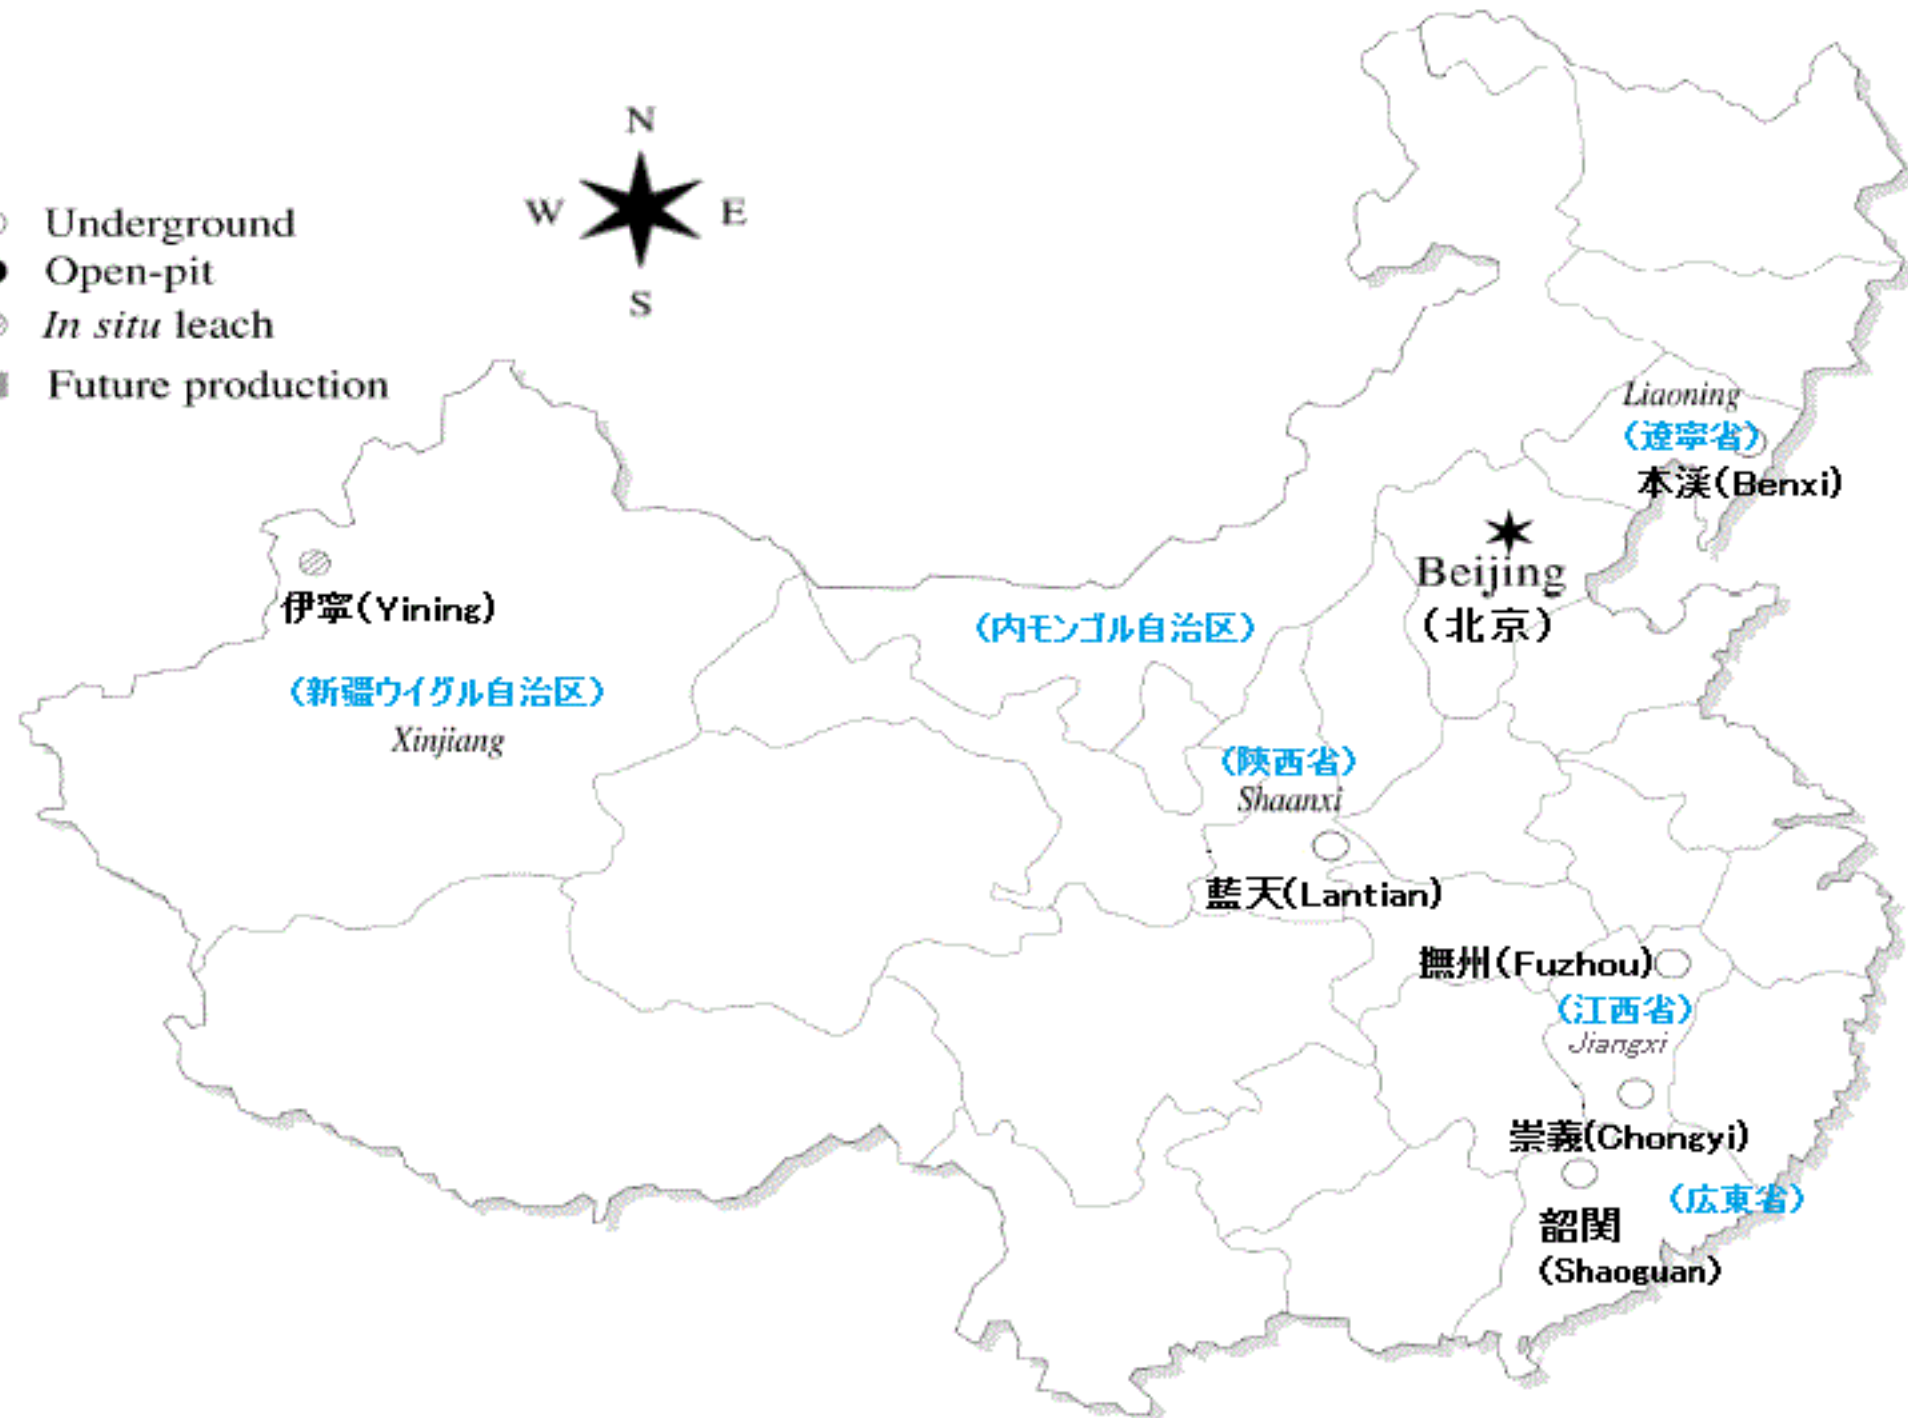 N
W E
S
Underground
Open-pit
In situ leach
Future production
Liaoning
（遼寧省）
本渓(Benxi)
Beijing
（北京）
伊寧(Yining)
（内モンゴル自治区）
（新疆ウイグル自治区）
Xinjiang
（陝西省）
Shaanxi
藍天(Lantian)
撫州(Fuzhou)
（江西省）
Jiangxi
崇義(Chongyi)
（広東省）
韶関
(Shaoguan)